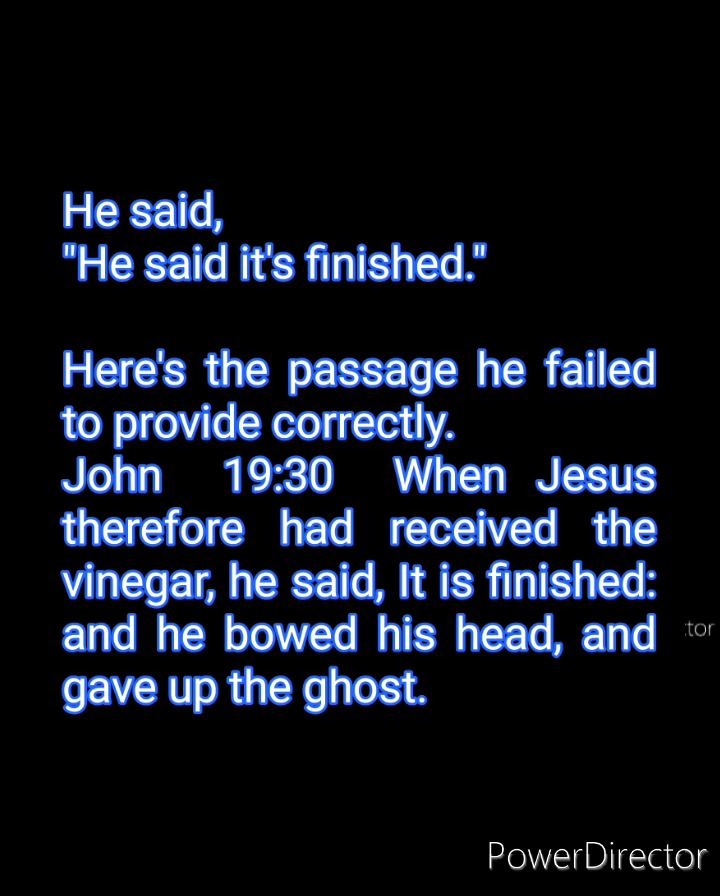 He said,
"He said it's finished."
Here's the passage he failed
to provide correctly.
John 19:30 When Jesus
therefore had received the
vinegar, he said, It is finished:
and he bowed his head, and
gave up the ghost.
tor
PowerDirector